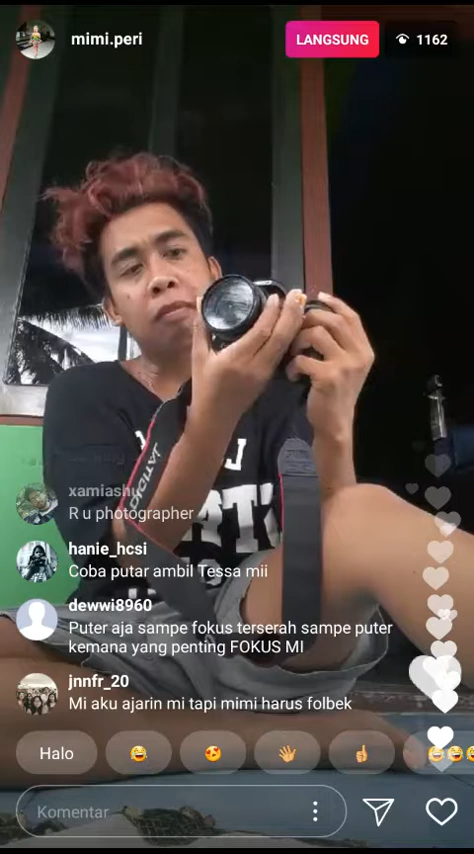 mimi.peri
LANGSUNG
1162
xamiashu
R u photographer
hanie_hcsi
Coba putar ambil Tessa mii
dewwi8960
Puter aja sampe fokus terserah sampe puter
kemana yang penting FOKUS MI
jnnfr_20
Mi aku ajarin mi tapi mimi harus folbek
Halo
Komentar